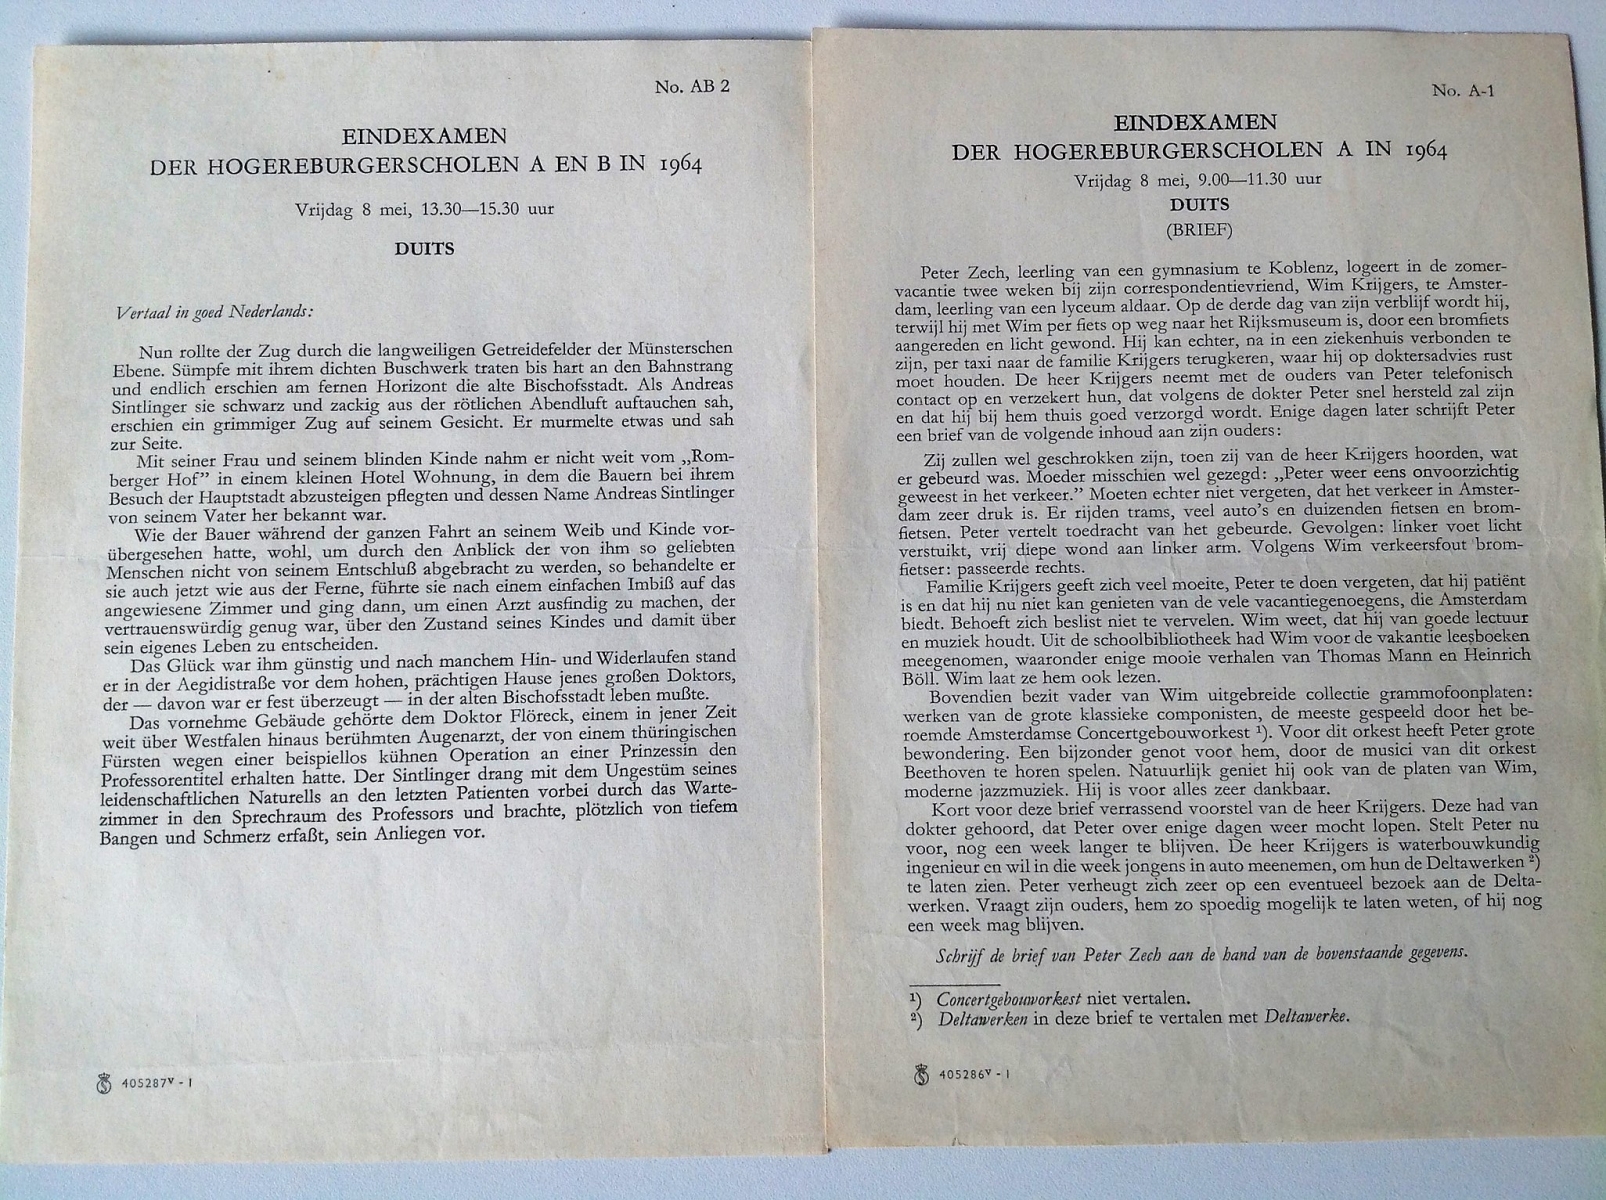 No. AB 2
EINDEXAMEN
DER HOGEREBURGERSCHOLEN A EN B IN 1964
Vrijdag 8 mei, 13.30—15.30 uur
DUITS
Vertaal in goed Nederlands:
Nun rollte der Zug durch die langweiligen Getreidefelder der Münsterschen
Ebene. Sümpfe mit ihrem dichten Buschwerk traten bis hart an den Bahnstrang
und endlich erschien am fernen Horizont die alte Bischofsstadt. Als Andreas
Sintlinger sie schwarz und zackig aus der rötlichen Abendluft auftauchen sah,
erschien ein grimmiger Zug auf seinem Gesicht. Er murmelte etwas und sah
zur Seite.
Mit seiner Frau und seinem blinden Kinde nahm er nicht weit vom „Rom-
berger Hof” in einem kleinen Hotel Wohnung, in dem die Bauern bei ihrem
Besuch der Hauptstadt abzusteigen pflegten und dessen Name Andreas Sintlinger
von seinem Vater her bekannt war.
Wie der Bauer während der ganzen Fahrt an seinem Weib und Kinde vor-
übergesehen hatte, wohl, um durch den Anblick der von ihm so geliebten
Menschen nicht von seinem Entschluß abgebracht zu werden, so behandelte er
sie auch jetzt wie aus der Ferne, führte sie nach einem einfachen Imbiß auf das
angewiesene Zimmer und ging dann, um einen Arzt ausfindig zu machen, der
vertrauenswürdig genug war, über den Zustand seines Kindes und damit über
sein eigenes Leben zu entscheiden.
Das Glück war ihm günstig und nach manchem Hin- und Widerlaufen stand
er in der Aegidistraße vor dem hohen, prächtigen Hause jenes großen Doktors,
der — davon war er fest überzeugt — in der alten Bischofsstadt leben mußte.
Das vornehme Gebäude gehörte dem Doktor Flöreck, einem in jener Zeit
weit über Westfalen hinaus berühmten Augenarzt, der von einem thüringischen
Fürsten wegen einer beispiellos kühnen Operation an einer Prinzessin den
Professorentitel erhalten hatte. Der Sintlinger drang mit dem Ungestüm seines
leidenschaftlichen Naturells an den letzten Patienten vorbei durch das Warte-
zimmer in den Sprechraum des Professors und brachte, plötzlich von tiefem
Bangen und Schmerz erfaßt, sein Anliegen vor.
405287ᵛ - 1
No. A-1
EINDEXAMEN
DER HOGEREBURGERSCHOLEN A IN 1964
Vrijdag 8 mei, 9.00—11.30 uur
DUITS
(BRIEF)
Peter Zech, leerling van een gymnasium te Koblenz, logeert in de zomer-
vacantie twee weken bij zijn correspondentievriend, Wim Krijgers, te Amster-
dam, leerling van een lyceum aldaar. Op de derde dag van zijn verblijf wordt hij,
terwijl hij met Wim per fiets op weg naar het Rijksmuseum is, door een bromfiets
aangereden en licht gewond. Hij kan echter, na in een ziekenhuis verbonden te
zijn, per taxi naar de familie Krijgers terugkeren, waar hij op doktersadvies rust
moet houden. De heer Krijgers neemt met de ouders van Peter telefonisch
contact op en verzekert hun, dat volgens de dokter Peter snel hersteld zal zijn
en dat hij bij hem thuis goed verzorgd wordt. Enige dagen later schrijft Peter
een brief van de volgende inhoud aan zijn ouders:
Zij zullen wel geschrokken zijn, toen zij van de heer Krijgers hoorden, wat
er gebeurd was. Moeder misschien wel gezegd: „Peter weer eens onvoorzichtig
geweest in het verkeer.” Moeten echter niet vergeten, dat het verkeer in Amster-
dam zeer druk is. Er rijden trams, veel auto's en duizenden fietsen en brom-
fietsen. Peter vertelt toedracht van het gebeurde. Gevolgen: linker voet licht
verstuikt, vrij diepe wond aan linker arm. Volgens Wim verkeersfout brom-
fietser: passeerde rechts.
Familie Krijgers geeft zich veel moeite, Peter te doen vergeten, dat hij patiënt
is en dat hij nu niet kan genieten van de vele vacantiegenoegens, die Amsterdam
biedt. Behoeft zich beslist niet te vervelen. Wim weet, dat hij van goede lectuur
en muziek houdt. Uit de schoolbibliotheek had Wim voor de vakantie leesboeken
meegenomen, waaronder enige mooie verhalen van Thomas Mann en Heinrich
Böll. Wim laat ze hem ook lezen.
Bovendien bezit vader van Wim uitgebreide collectie grammofoonplaten:
werken van de grote klassieke componisten, de meeste gespeeld door het be-
roemde Amsterdamse Concertgebouworkest ¹). Voor dit orkest heeft Peter grote
bewondering. Een bijzonder genot voor hem, door de musici van dit orkest
Beethoven te horen spelen. Natuurlijk geniet hij ook van de platen van Wim,
moderne jazzmuziek. Hij is voor alles zeer dankbaar.
Kort voor deze brief verrassend voorstel van de heer Krijgers. Deze had van
dokter gehoord, dat Peter over enige dagen weer mocht lopen. Stelt Peter nu
voor, nog een week langer te blijven. De heer Krijgers is waterbouwkundig
ingenieur en wil in die week jongens in auto meenemen, om hun de Deltawerken ²)
te laten zien. Peter verheugt zich zeer op een eventueel bezoek aan de Delta-
werken. Vraagt zijn ouders, hem zo spoedig mogelijk te laten weten, of hij nog
een week mag blijven.
Schrijf de brief van Peter Zech aan de hand van de bovenstaande gegevens.
¹) Concertgebouworkest niet vertalen.
²) Deltawerken in deze brief te vertalen met Deltawerke.
405286ᵛ - 1